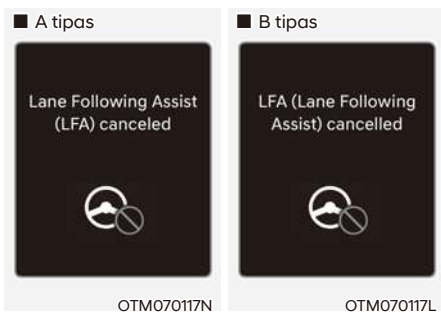 ■ A tipas
Lane Following Assist
(LFA) canceled
OTM070117N
■ B tipas
LFA (Lane Following
Assist) cancelled
OTM070117L